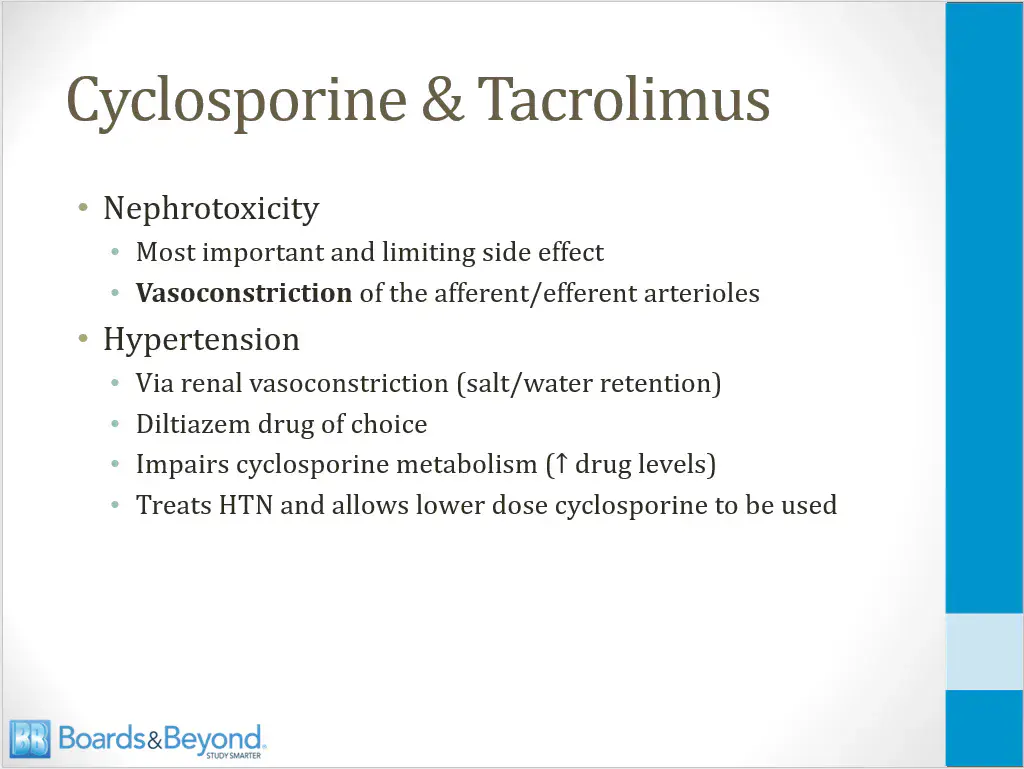 Cyclosporine & Tacrolimus
• Nephrotoxicity
• Most important and limiting side effect
• Vasoconstriction of the afferent/efferent arterioles
• Hypertension
• Via renal vasoconstriction (salt/water retention)
• Diltiazem drug of choice
• Impairs cyclosporine metabolism (↑ drug levels)
• Treats HTN and allows lower dose cyclosporine to be used
BB Boards&Beyond.
STUDY SMARTER